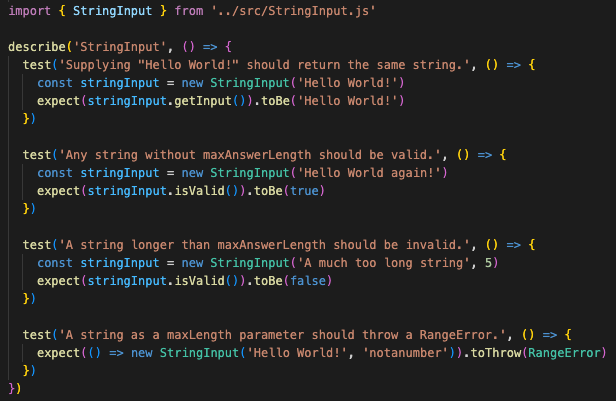 import { StringInput } from '../src/StringInput.js'

describe('StringInput', () => {
  test('Supplying "Hello World!" should return the same string.', () => {
    const stringInput = new StringInput('Hello World!')
    expect(stringInput.getInput()).toBe('Hello World!')
  })

  test('Any string without maxAnswerLength should be valid.', () => {
    const stringInput = new StringInput('Hello World again!')
    expect(stringInput.isValid()).toBe(true)
  })

  test('A string longer than maxAnswerLength should be invalid.', () => {
    const stringInput = new StringInput('A much too long string', 5)
    expect(stringInput.isValid()).toBe(false)
  })

  test('A string as a maxLength parameter should throw a RangeError.', () => {
    expect(() => new StringInput('Hello World!', 'notanumber')).toThrow(RangeError)
  })
})